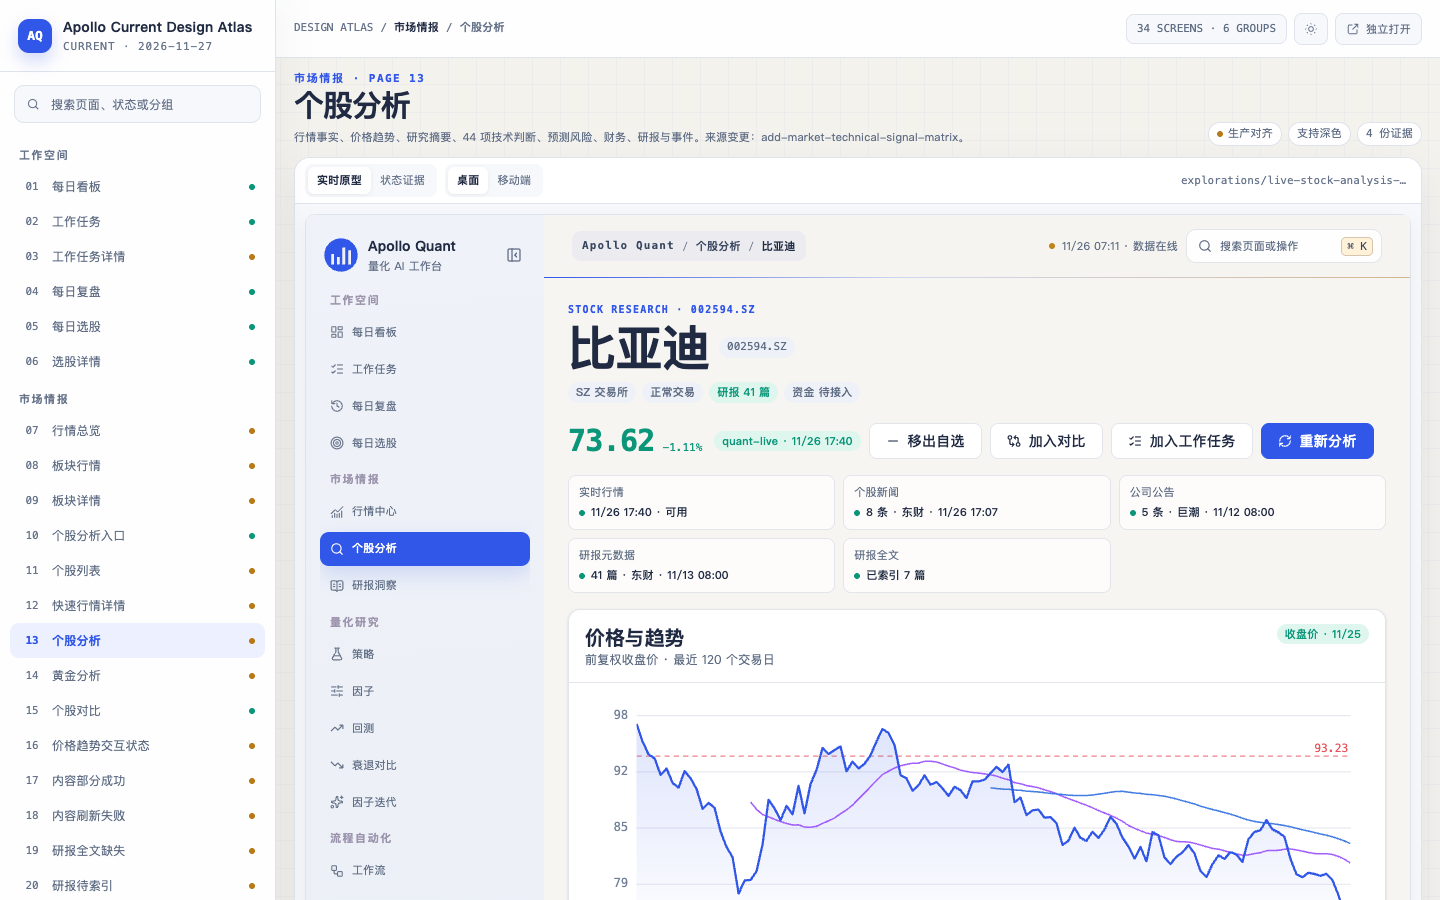 AQ
Apollo Current Design Atlas
CURRENT · 2026-11-27
搜索页面、状态或分组
工作空间
01 每日看板
02 工作任务
03 工作任务详情
04 每日复盘
05 每日选股
06 选股详情
市场情报
07 行情总览
08 板块行情
09 板块详情
10 个股分析入口
11 个股列表
12 快速行情详情
13 个股分析
14 黄金分析
15 个股对比
16 价格趋势交互状态
17 内容部分成功
18 内容刷新失败
19 研报全文缺失
20 研报待索引
DESIGN ATLAS / 市场情报 / 个股分析
34 SCREENS · 6 GROUPS
独立打开
市场情报 · PAGE 13
个股分析
行情事实、价格趋势、研究摘要、44 项技术判断、预测风险、财务、研报与事件。来源变更：add-market-technical-signal-matrix。
生产对齐
支持深色
4 份证据
实时原型
状态证据
桌面
移动端
explorations/live-stock-analysis-…
Apollo Quant
量化 AI 工作台
工作空间
每日看板
工作任务
每日复盘
每日选股
市场情报
行情中心
个股分析
研报洞察
量化研究
策略
因子
回测
衰退对比
因子迭代
流程自动化
工作流
Apollo Quant / 个股分析 / 比亚迪
11/26 07:11 · 数据在线
搜索页面或操作
⌘ K
STOCK RESEARCH · 002594.SZ
比亚迪
002594.SZ
SZ 交易所
正常交易
研报 41 篇
资金 待接入
73.62
-1.11%
quant-live · 11/26 17:40
移出自选
加入对比
加入工作任务
重新分析
实时行情
11/26 17:40 · 可用
个股新闻
8 条 · 东财 · 11/26 17:07
公司公告
5 条 · 巨潮 · 11/12 08:00
研报元数据
41 篇 · 东财 · 11/13 08:00
研报全文
已索引 7 篇
价格与趋势
前复权收盘价 · 最近 120 个交易日
收盘价 · 11/25
98
93.23
92
85
79